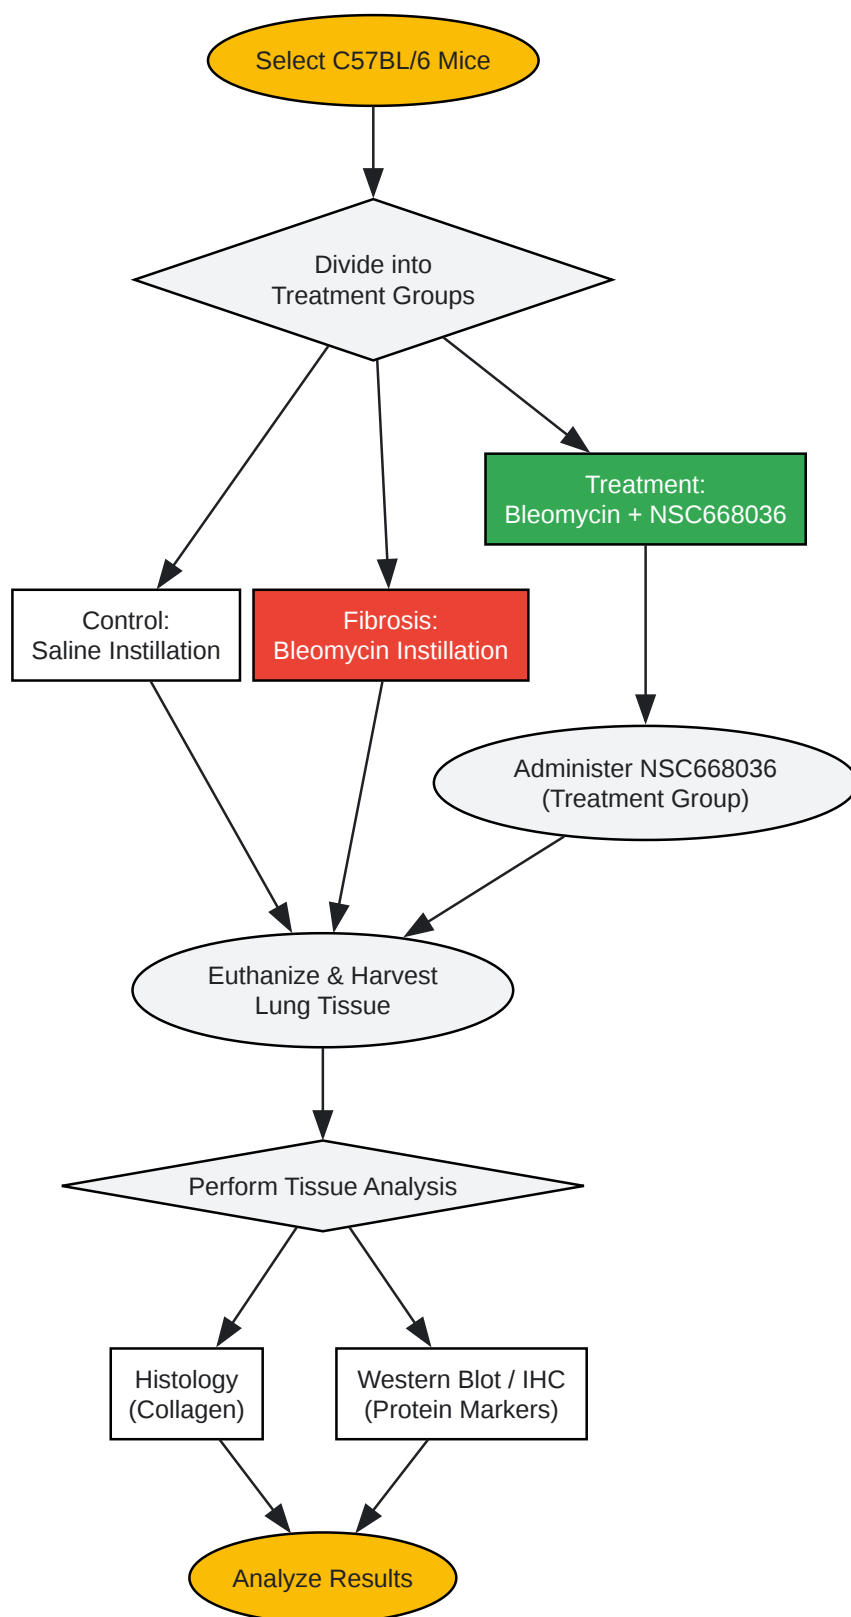 Select C57BL/6 Mice
Divide into
Treatment Groups
Treatment:
Bleomycin + NSC668036
Control:
Saline Instillation
Fibrosis:
Bleomycin Instillation
Administer NSC668036
(Treatment Group)
Euthanize & Harvest
Lung Tissue
Perform Tissue Analysis
Histology
(Collagen)
Western Blot / IHC
(Protein Markers)
Analyze Results